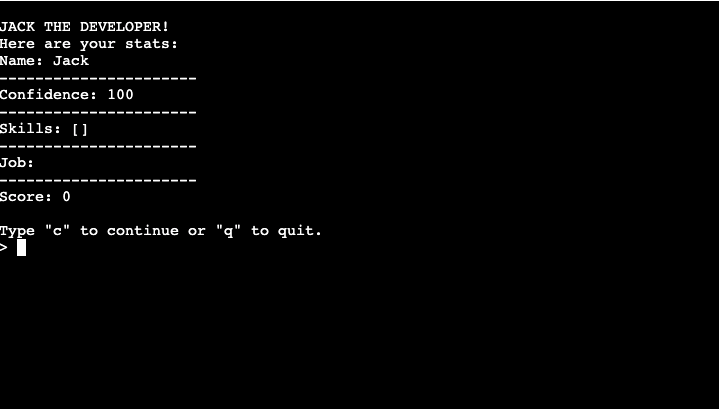 JACK THE DEVELOPER!
Here are your stats:
Name: Jack
----------------------
Confidence: 100
----------------------
Skills: []
----------------------
Job:
----------------------
Score: 0
Type "c" to continue or "q" to quit.
>